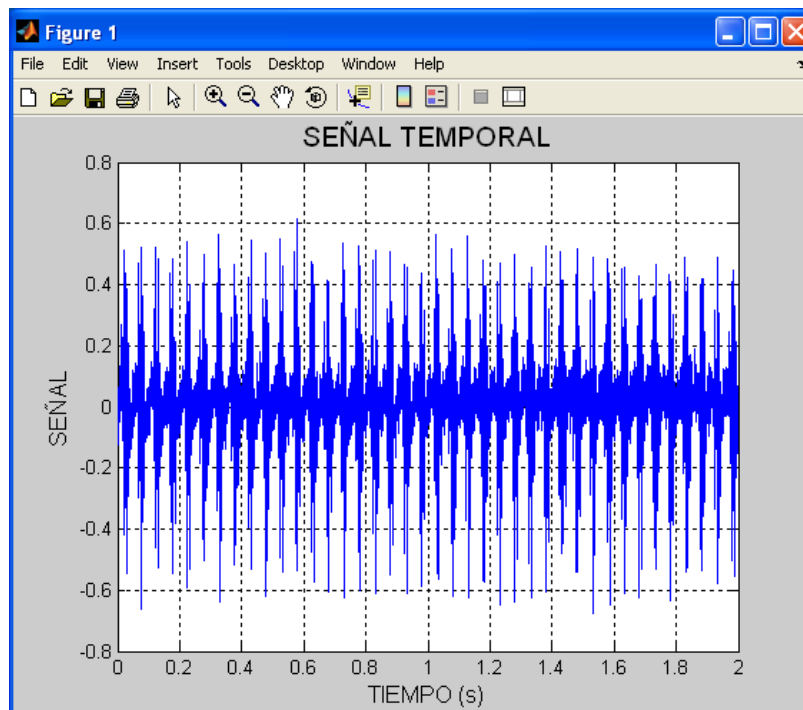 Figure 1
File Edit View Insert Tools Desktop Window Help
SEÑAL TEMPORAL
0.8
0.6
0.4
0.2
0
-0.2
-0.4
-0.6
-0.8
SEÑAL
0 0.2 0.4 0.6 0.8 1 1.2 1.4 1.6 1.8 2
TIEMPO (s)